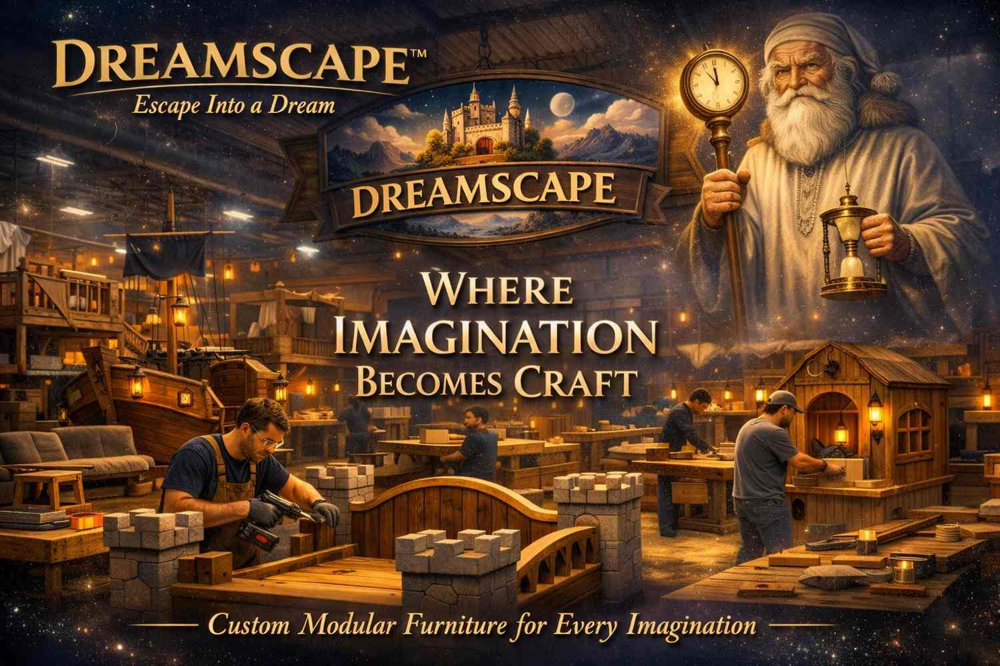 DREAMSCAPE™
Escape Into a Dream
DREAMSCAPE
WHERE
IMAGINATION
BECOMES CRAFT
Custom Modular Furniture for Every Imagination